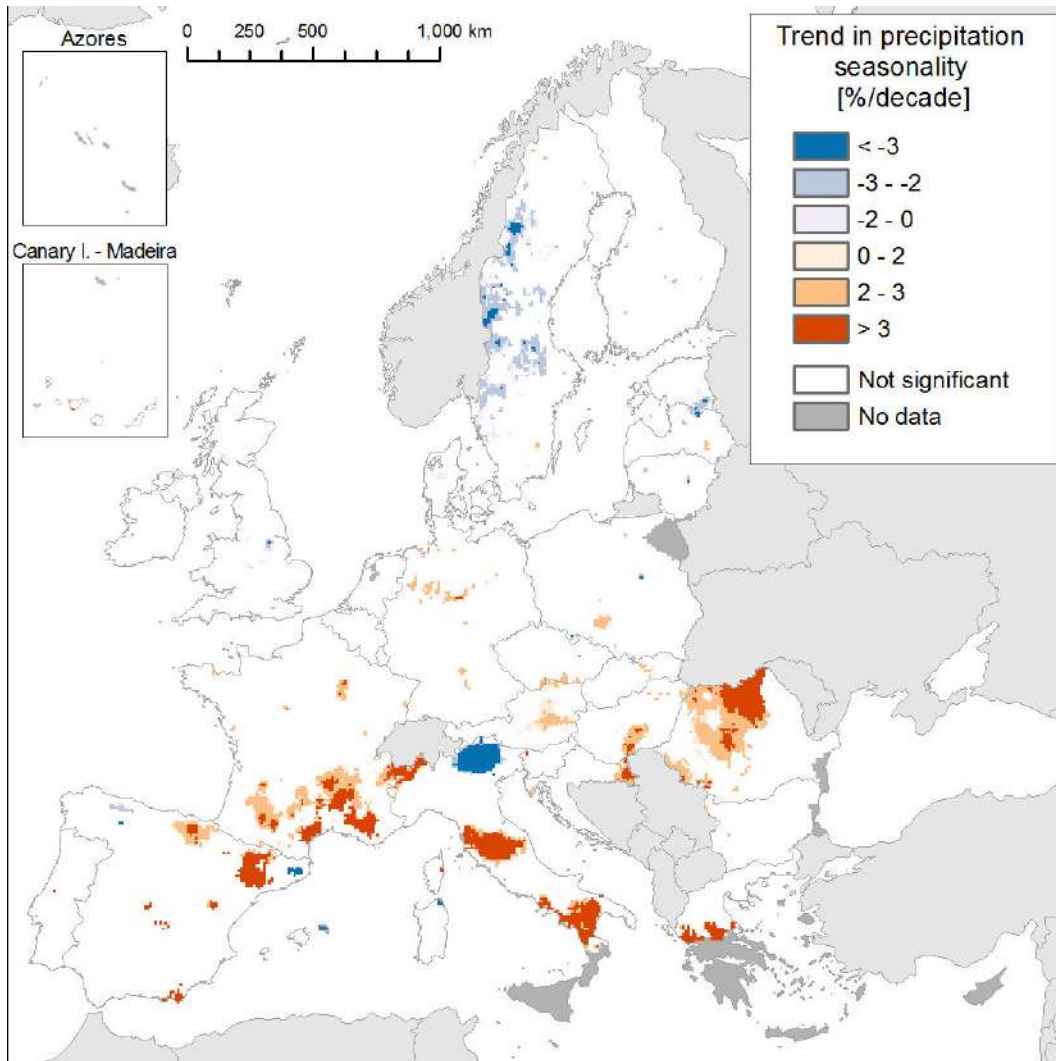 Azores
0 250 500 1,000 km
Canary I. - Madeira
Trend in precipitation
seasonality
[%/decade]
< -3
-3 - -2
-2 - 0
0 - 2
2 - 3
> 3
Not significant
No data